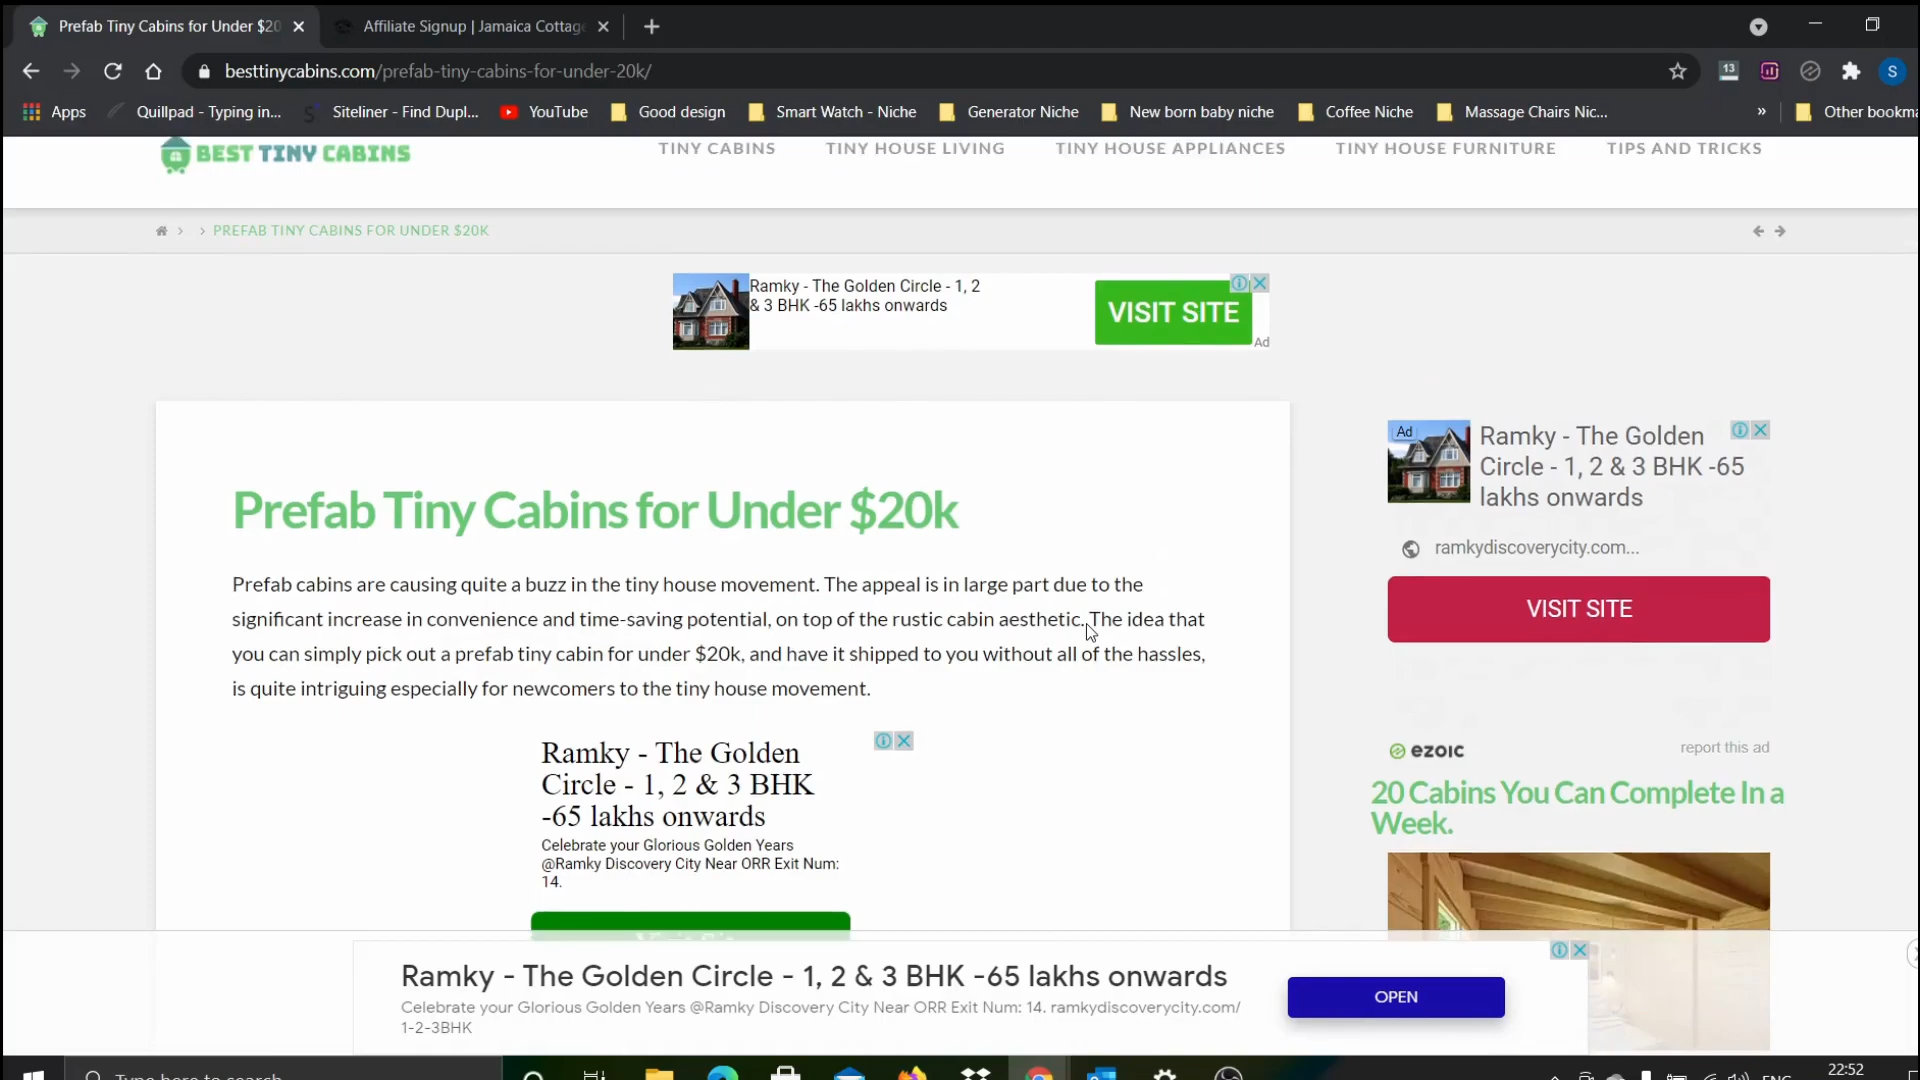 Prefab Tiny Cabins for Under $20
Affiliate Signup | Jamaica Cottag
besttinycabins.com/prefab-tiny-cabins-for-under-20k/
13
S
Apps
Quillpad - Typing in...
Siteliner - Find Dupl...
YouTube
Good design
Smart Watch - Niche
Generator Niche
New born baby niche
Coffee Niche
Massage Chairs Nic...
»
Other bookma
BEST TINY CABINS
TINY CABINS
TINY HOUSE LIVING
TINY HOUSE APPLIANCES
TINY HOUSE FURNITURE
TIPS AND TRICKS
PREFAB TINY CABINS FOR UNDER $20K
Ramky - The Golden Circle - 1, 2
& 3 BHK -65 lakhs onwards
VISIT SITE
Ad
Ad
Ramky - The Golden
Circle - 1, 2 & 3 BHK -65
lakhs onwards
ramkydiscoverycity.com...
VISIT SITE
Prefab Tiny Cabins for Under $20k
Prefab cabins are causing quite a buzz in the tiny house movement. The appeal is in large part due to the
significant increase in convenience and time-saving potential, on top of the rustic cabin aesthetic. The idea that
you can simply pick out a prefab tiny cabin for under $20k, and have it shipped to you without all of the hassles,
is quite intriguing especially for newcomers to the tiny house movement.
Ramky - The Golden
Circle - 1, 2 & 3 BHK
-65 lakhs onwards
Celebrate your Glorious Golden Years
@Ramky Discovery City Near ORR Exit Num:
14.
ezoic
report this ad
20 Cabins You Can Complete In a
Week.
Ramky - The Golden Circle - 1, 2 & 3 BHK -65 lakhs onwards
Celebrate your Glorious Golden Years @Ramky Discovery City Near ORR Exit Num: 14. ramkydiscoverycity.com/
1-2-3BHK
OPEN
Type here to search
ENG
22:52